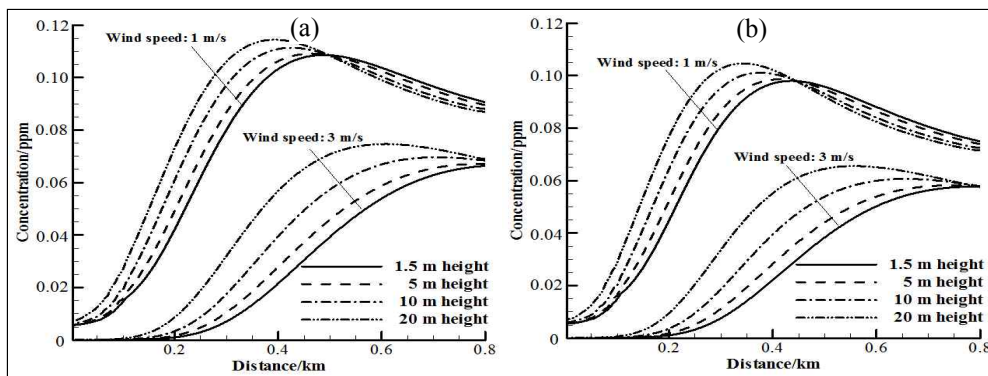 (a)
0.12
0.10
0.08
0.06
0.04
0.02
0
Concentration/ppm
Wind speed: 1 m/s
Wind speed: 3 m/s
1.5 m height
5 m height
10 m height
20 m height
0.2
0.4
0.6
0.8
Distance/km
(b)
0.12
0.10
0.08
0.06
0.04
0.02
0
Concentration/ppm
Wind speed: 1 m/s
Wind speed: 3 m/s
1.5 m height
5 m height
10 m height
20 m height
0.2
0.4
0.6
0.8
Distance/km